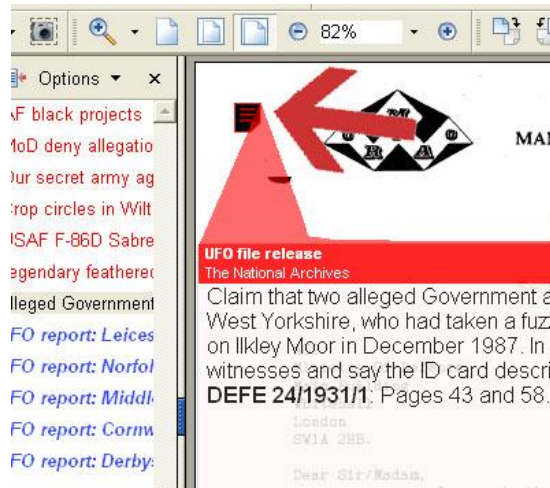 82%
Options
AF black projects
MoD deny allegatio
Our secret army ag
Crop circles in Wilt
USAF F-86D Sabre
egendary feathered
lleged Government
FO report: Leices
FO report: Norfol
FO report: Middl
FO report: Cornw
FO report: Derby
M
U R A O
MAN
UFO file release
The National Archives
Claim that two alleged Government a
West Yorkshire, who had taken a fuz
on Ilkley Moor in December 1987. In
witnesses and say the ID card descri
DEFE 24/1931/1: Pages 43 and 58.
London
SW1A 2HB.
Dear Sir/Madam,